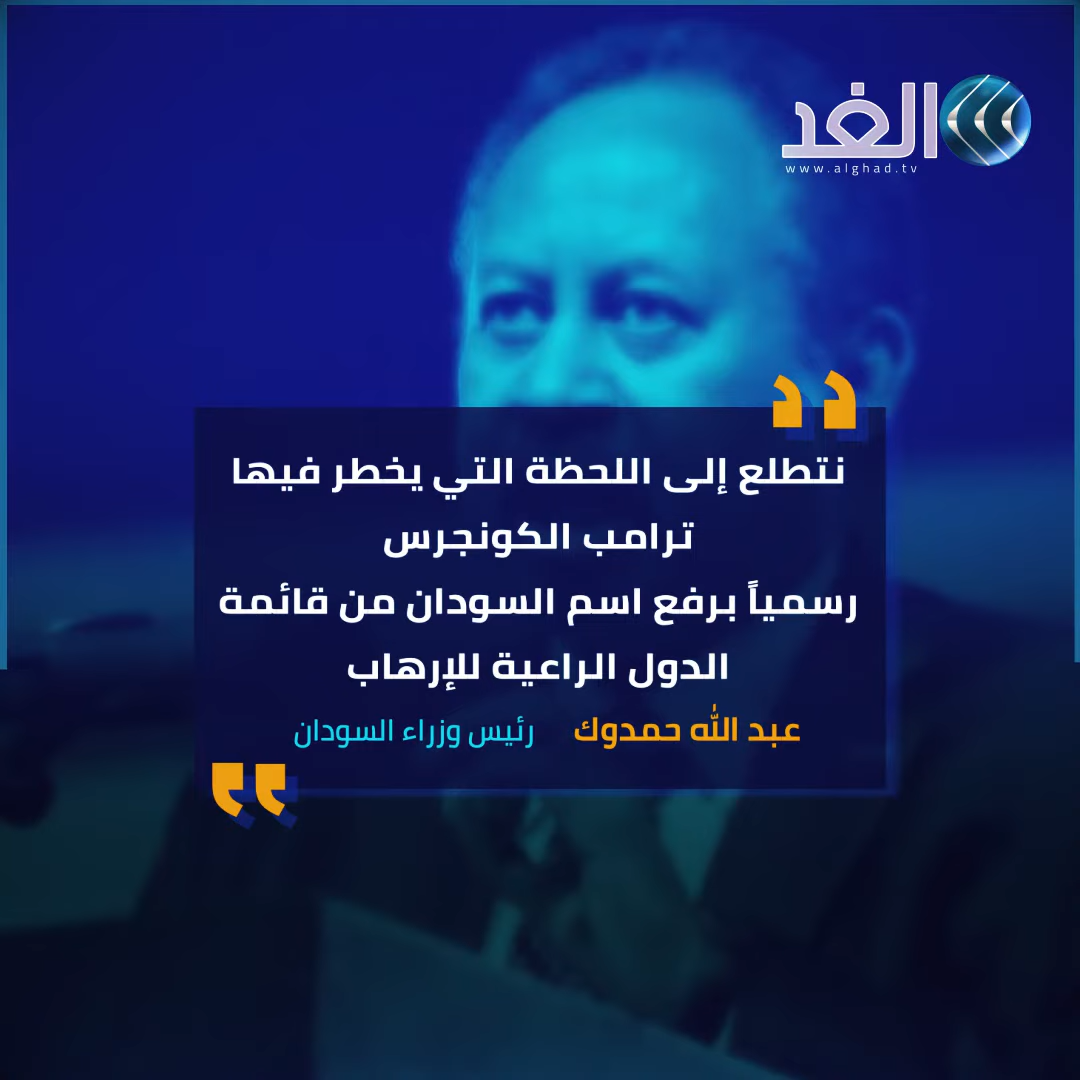 الغد
www.alghad.tv
نتطلع إلى اللحظة التي يخطر فيها
ترامب الكونجرس
رسمياً برفع اسم السودان من قائمة
الدول الراعية للإرهاب
عبد الله حمدوك رئيس وزراء السودان